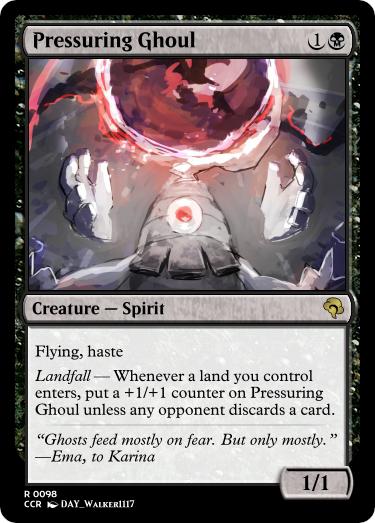 Pressuring Ghoul 1
Creature — Spirit
Flying, haste
Landfall — Whenever a land you control
enters, put a +1/+1 counter on Pressuring
Ghoul unless any opponent discards a card.
“Ghosts feed mostly on fear. But only mostly.”
—Ema, to Karina
1/1
R 0098
CCR DAY_Walker1117